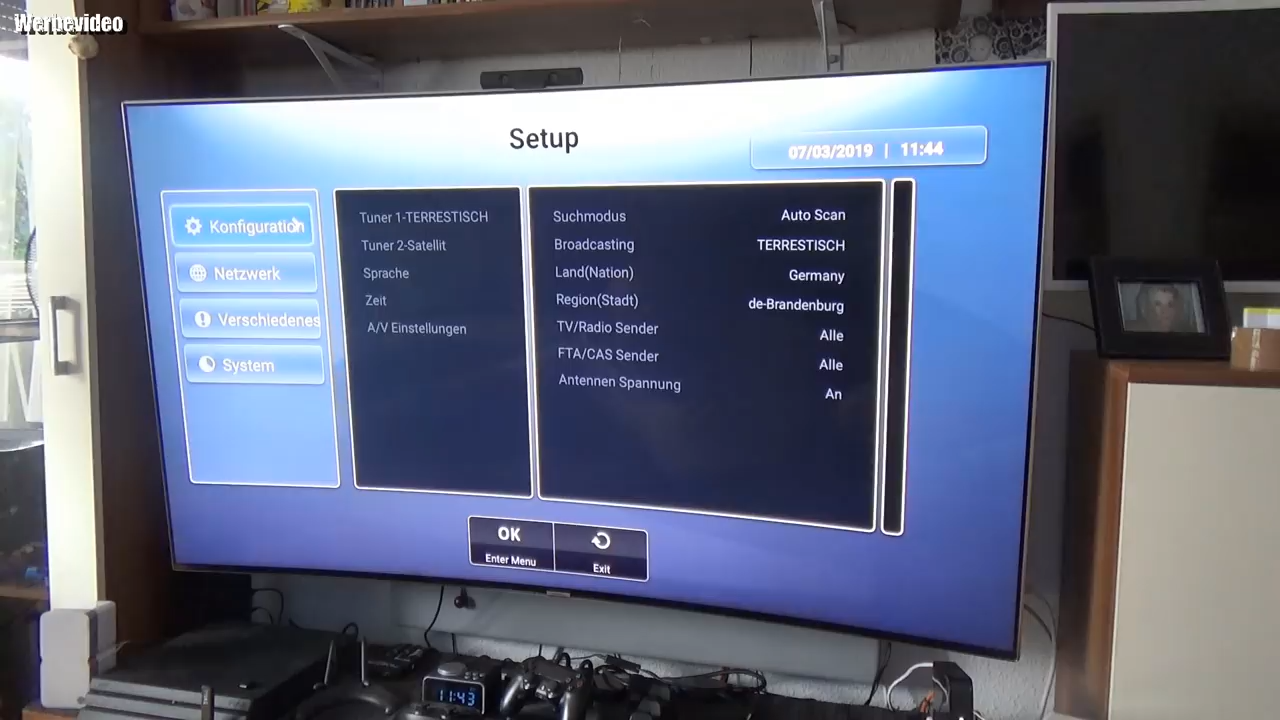 Werbevideo
Setup
07/03/2019 | 11:44
Konfiguration
Netzwerk
Verschiedenes
System
Tuner 1-TERRESTISCH
Tuner 2-Satellit
Sprache
Zeit
A/V Einstellungen
Suchmodus Auto Scan
Broadcasting TERRESTISCH
Land(Nation) Germany
Region(Stadt) de-Brandenburg
TV/Radio Sender Alle
FTA/CAS Sender Alle
Antennen Spannung An
OK
Enter Menu
Exit
11:43